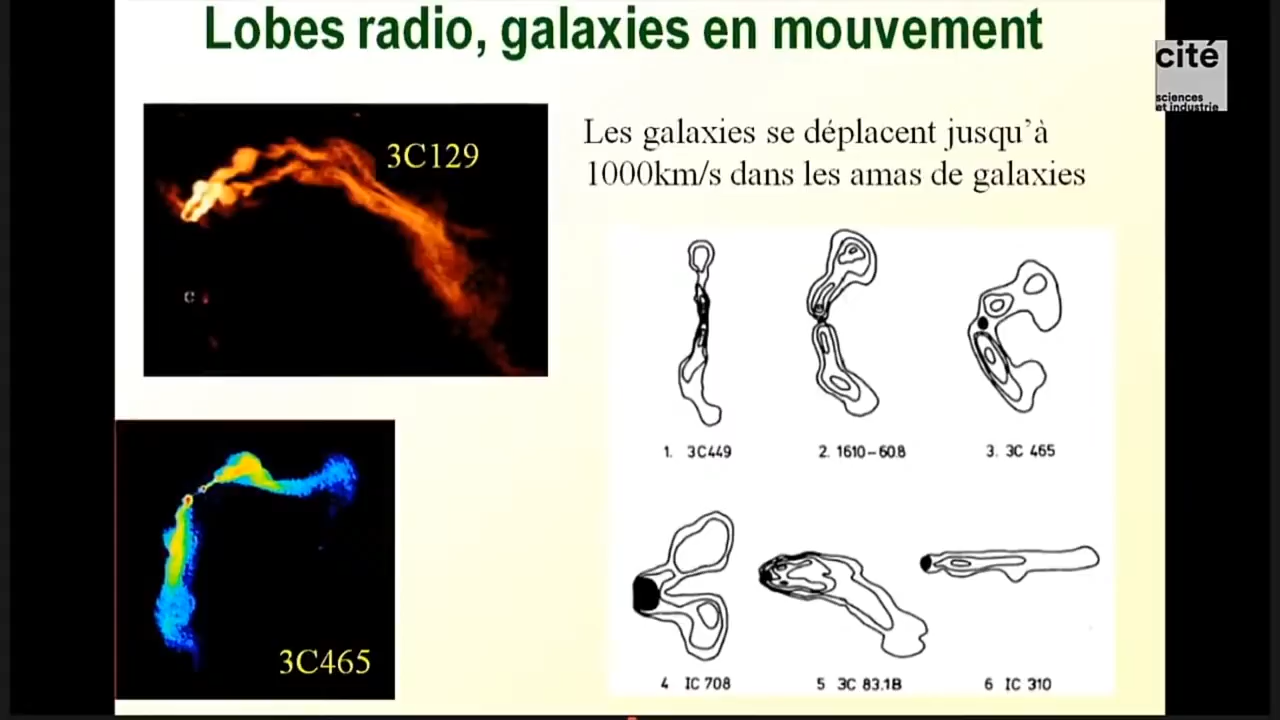 Lobes radio, galaxies en mouvement
cité
sciences
et industrie
3C129
Les galaxies se déplacent jusqu'à
1000km/s dans les amas de galaxies
3C465
1. 3C449
2. 1610-60.8
3. 3C 465
4 IC 708
5 3C 83.1B
6 IC 310